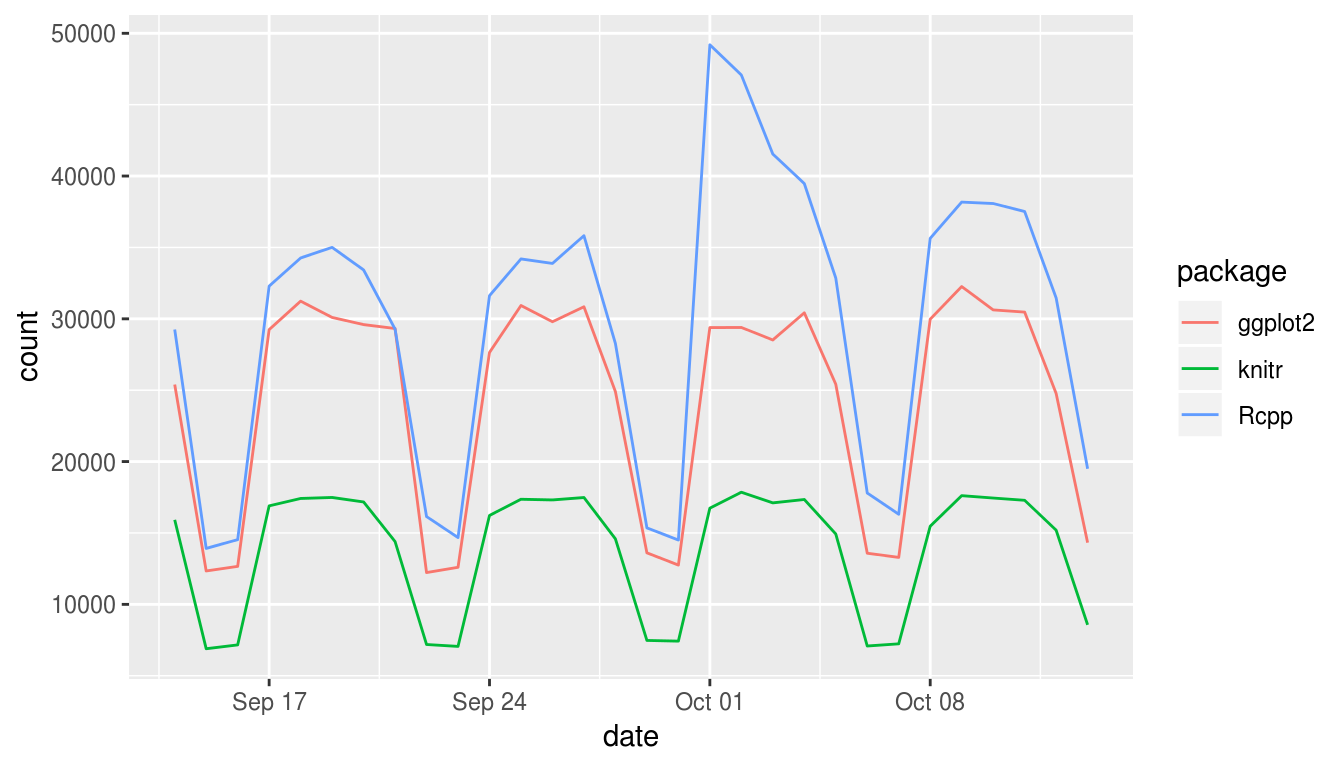 50000
40000
30000
20000
10000
count
Sep 17
Sep 24
Oct 01
Oct 08
date
package
ggplot2
knitr
Rcpp